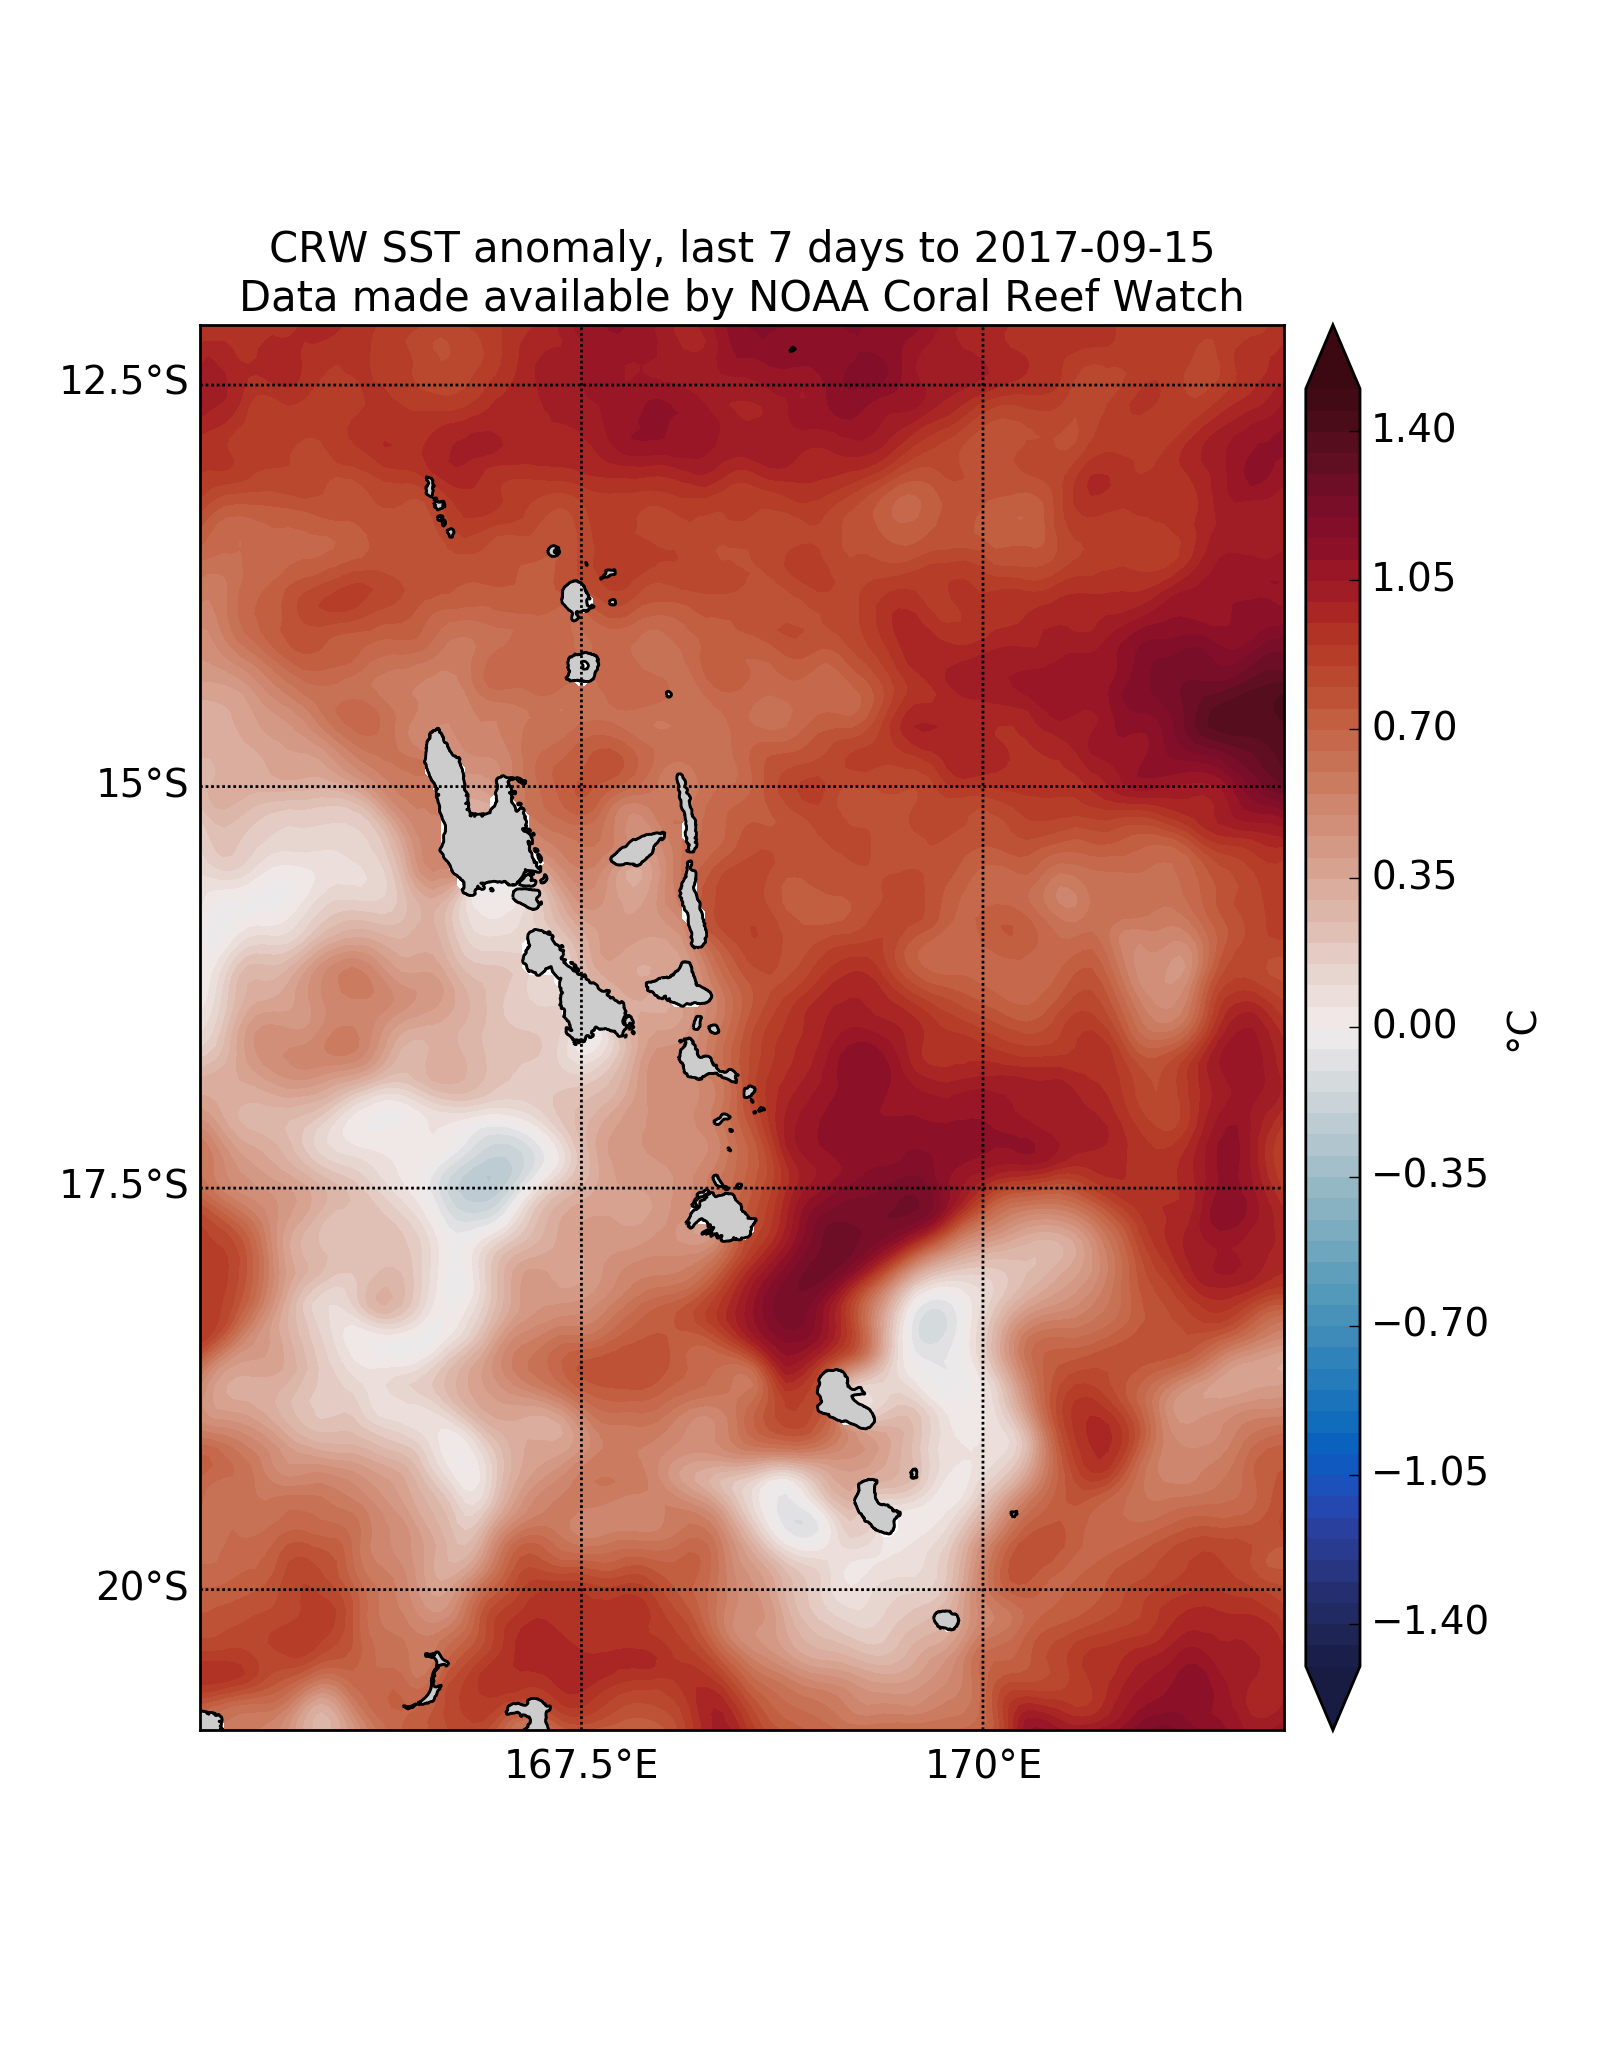 CRW SST anomaly, last 7 days to 2017-09-15
Data made available by NOAA Coral Reef Watch
12.5°S
15°S
17.5°S
20°S
167.5°E
170°E
1.40
1.05
0.70
0.35
0.00
−0.35
−0.70
−1.05
−1.40
°C